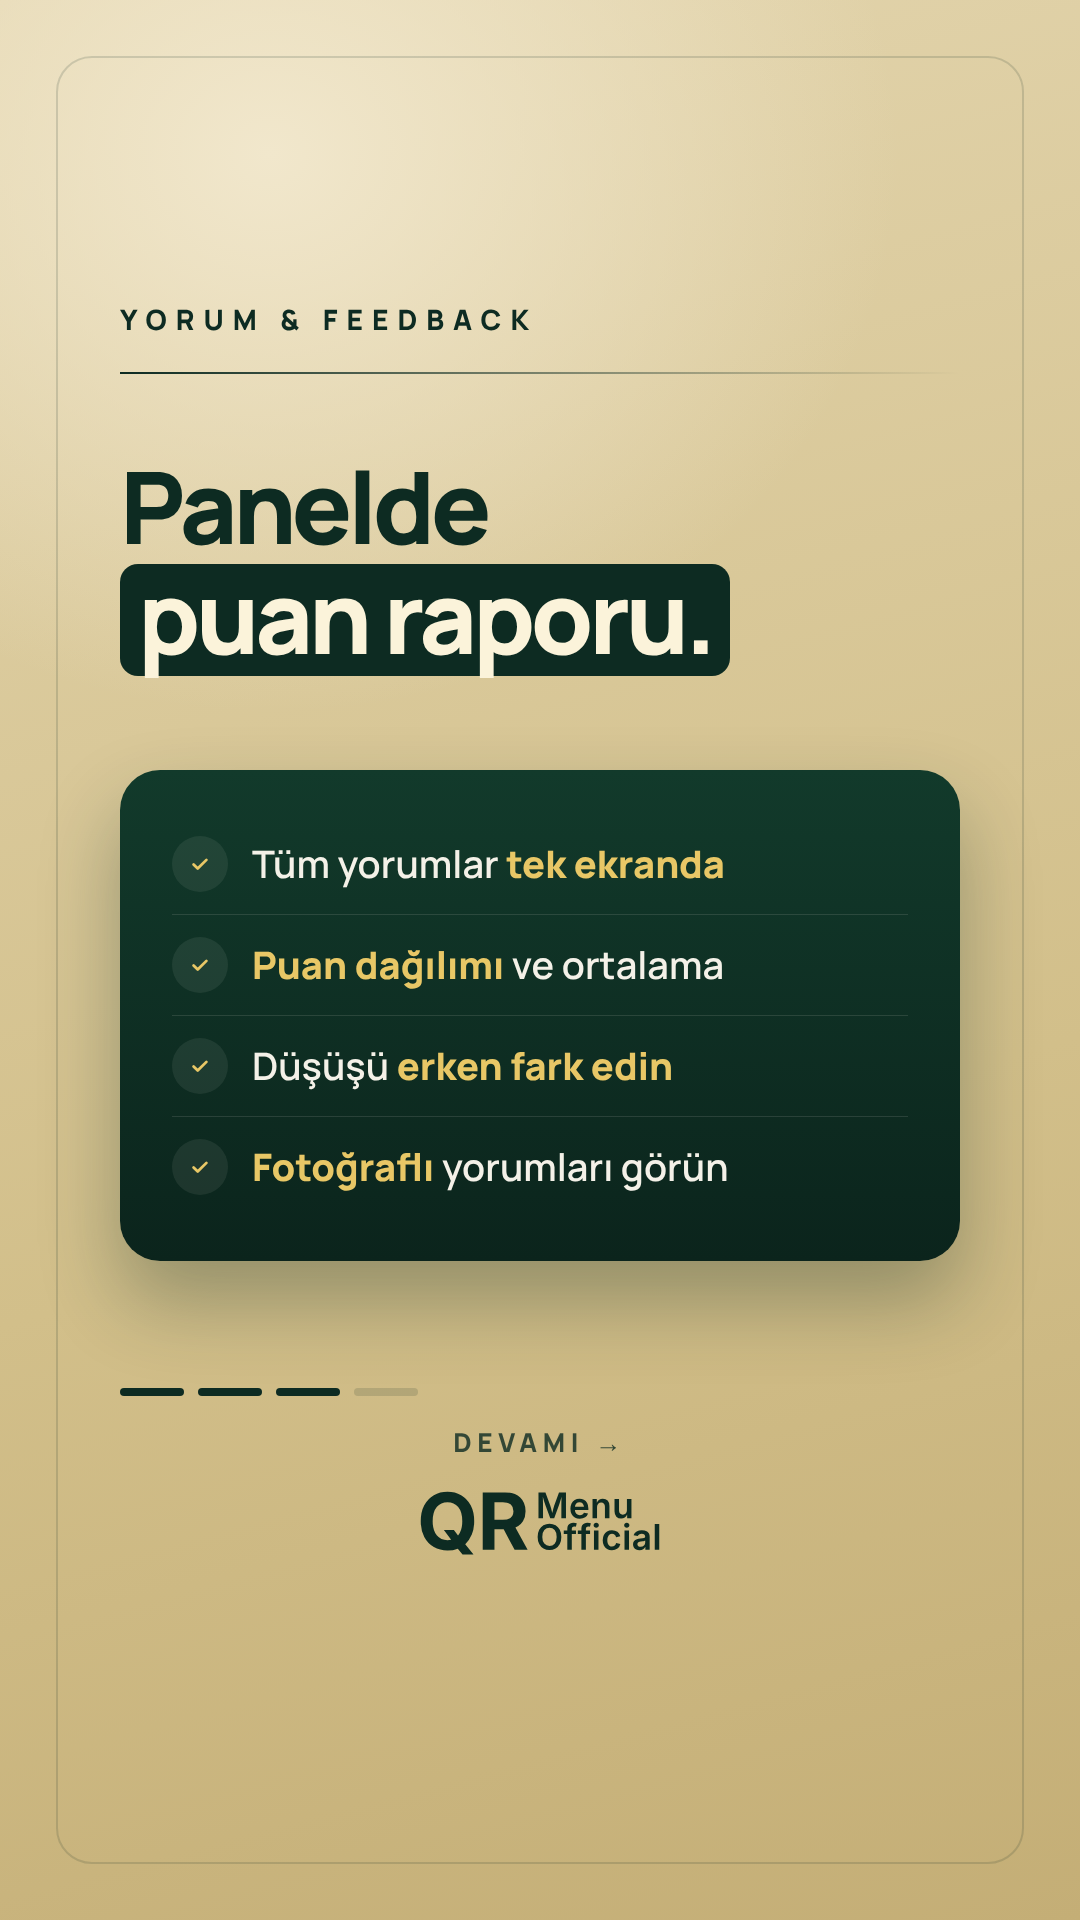 YORUM & FEEDBACK
Panelde
puan raporu.
Tüm yorumlar tek ekranda
Puan dağılımı ve ortalama
Düşüşü erken fark edin
Fotoğraflı yorumları görün
DEVAMI →
QR Menu
Official